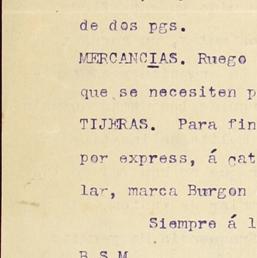 de dos pgs.
MERCANCIAS. Ruego
que se necesiten p
TIJERAS. Para fin
por express, á cat
lar, marca Burgon
Siempre á l
B.S.M.